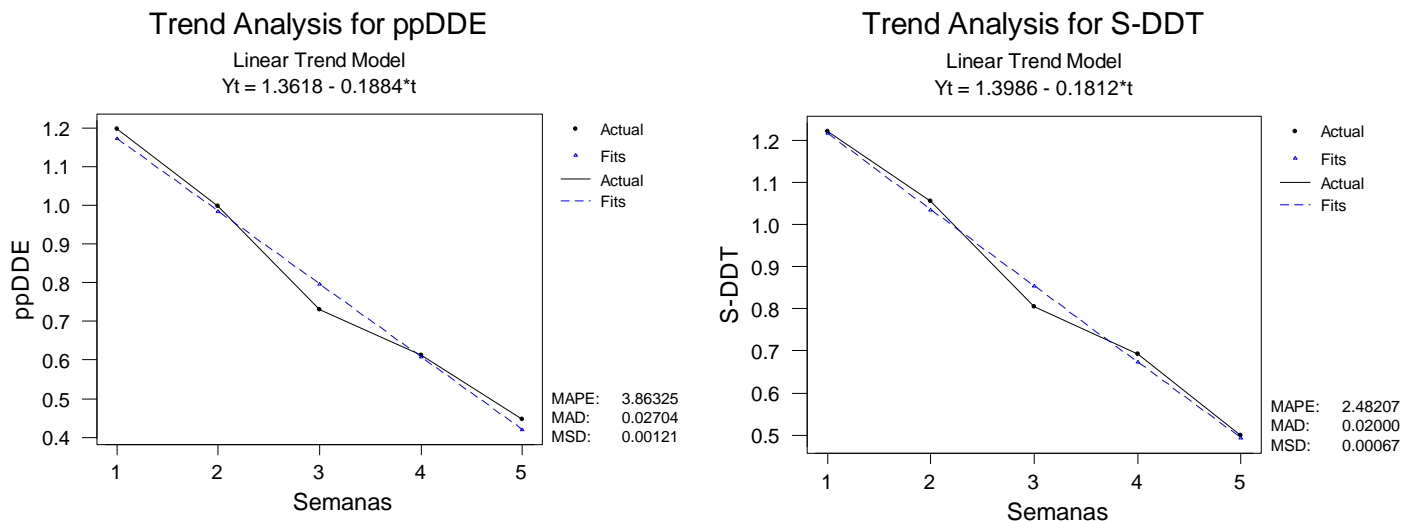 Trend Analysis for ppDDE
Linear Trend Model
Yt = 1.3618 - 0.1884*t
1.2
1.1
1.0
0.9
0.8
0.7
0.6
0.5
0.4
ppDDE
1 2 3 4 5
Semanas
Actual
Fits
Actual
Fits
MAPE: 3.86325
MAD: 0.02704
MSD: 0.00121
Trend Analysis for S-DDT
Linear Trend Model
Yt = 1.3986 - 0.1812*t
1.2
1.1
1.0
0.9
0.8
0.7
0.6
0.5
S-DDT
1 2 3 4 5
Semanas
Actual
Fits
Actual
Fits
MAPE: 2.48207
MAD: 0.02000
MSD: 0.00067